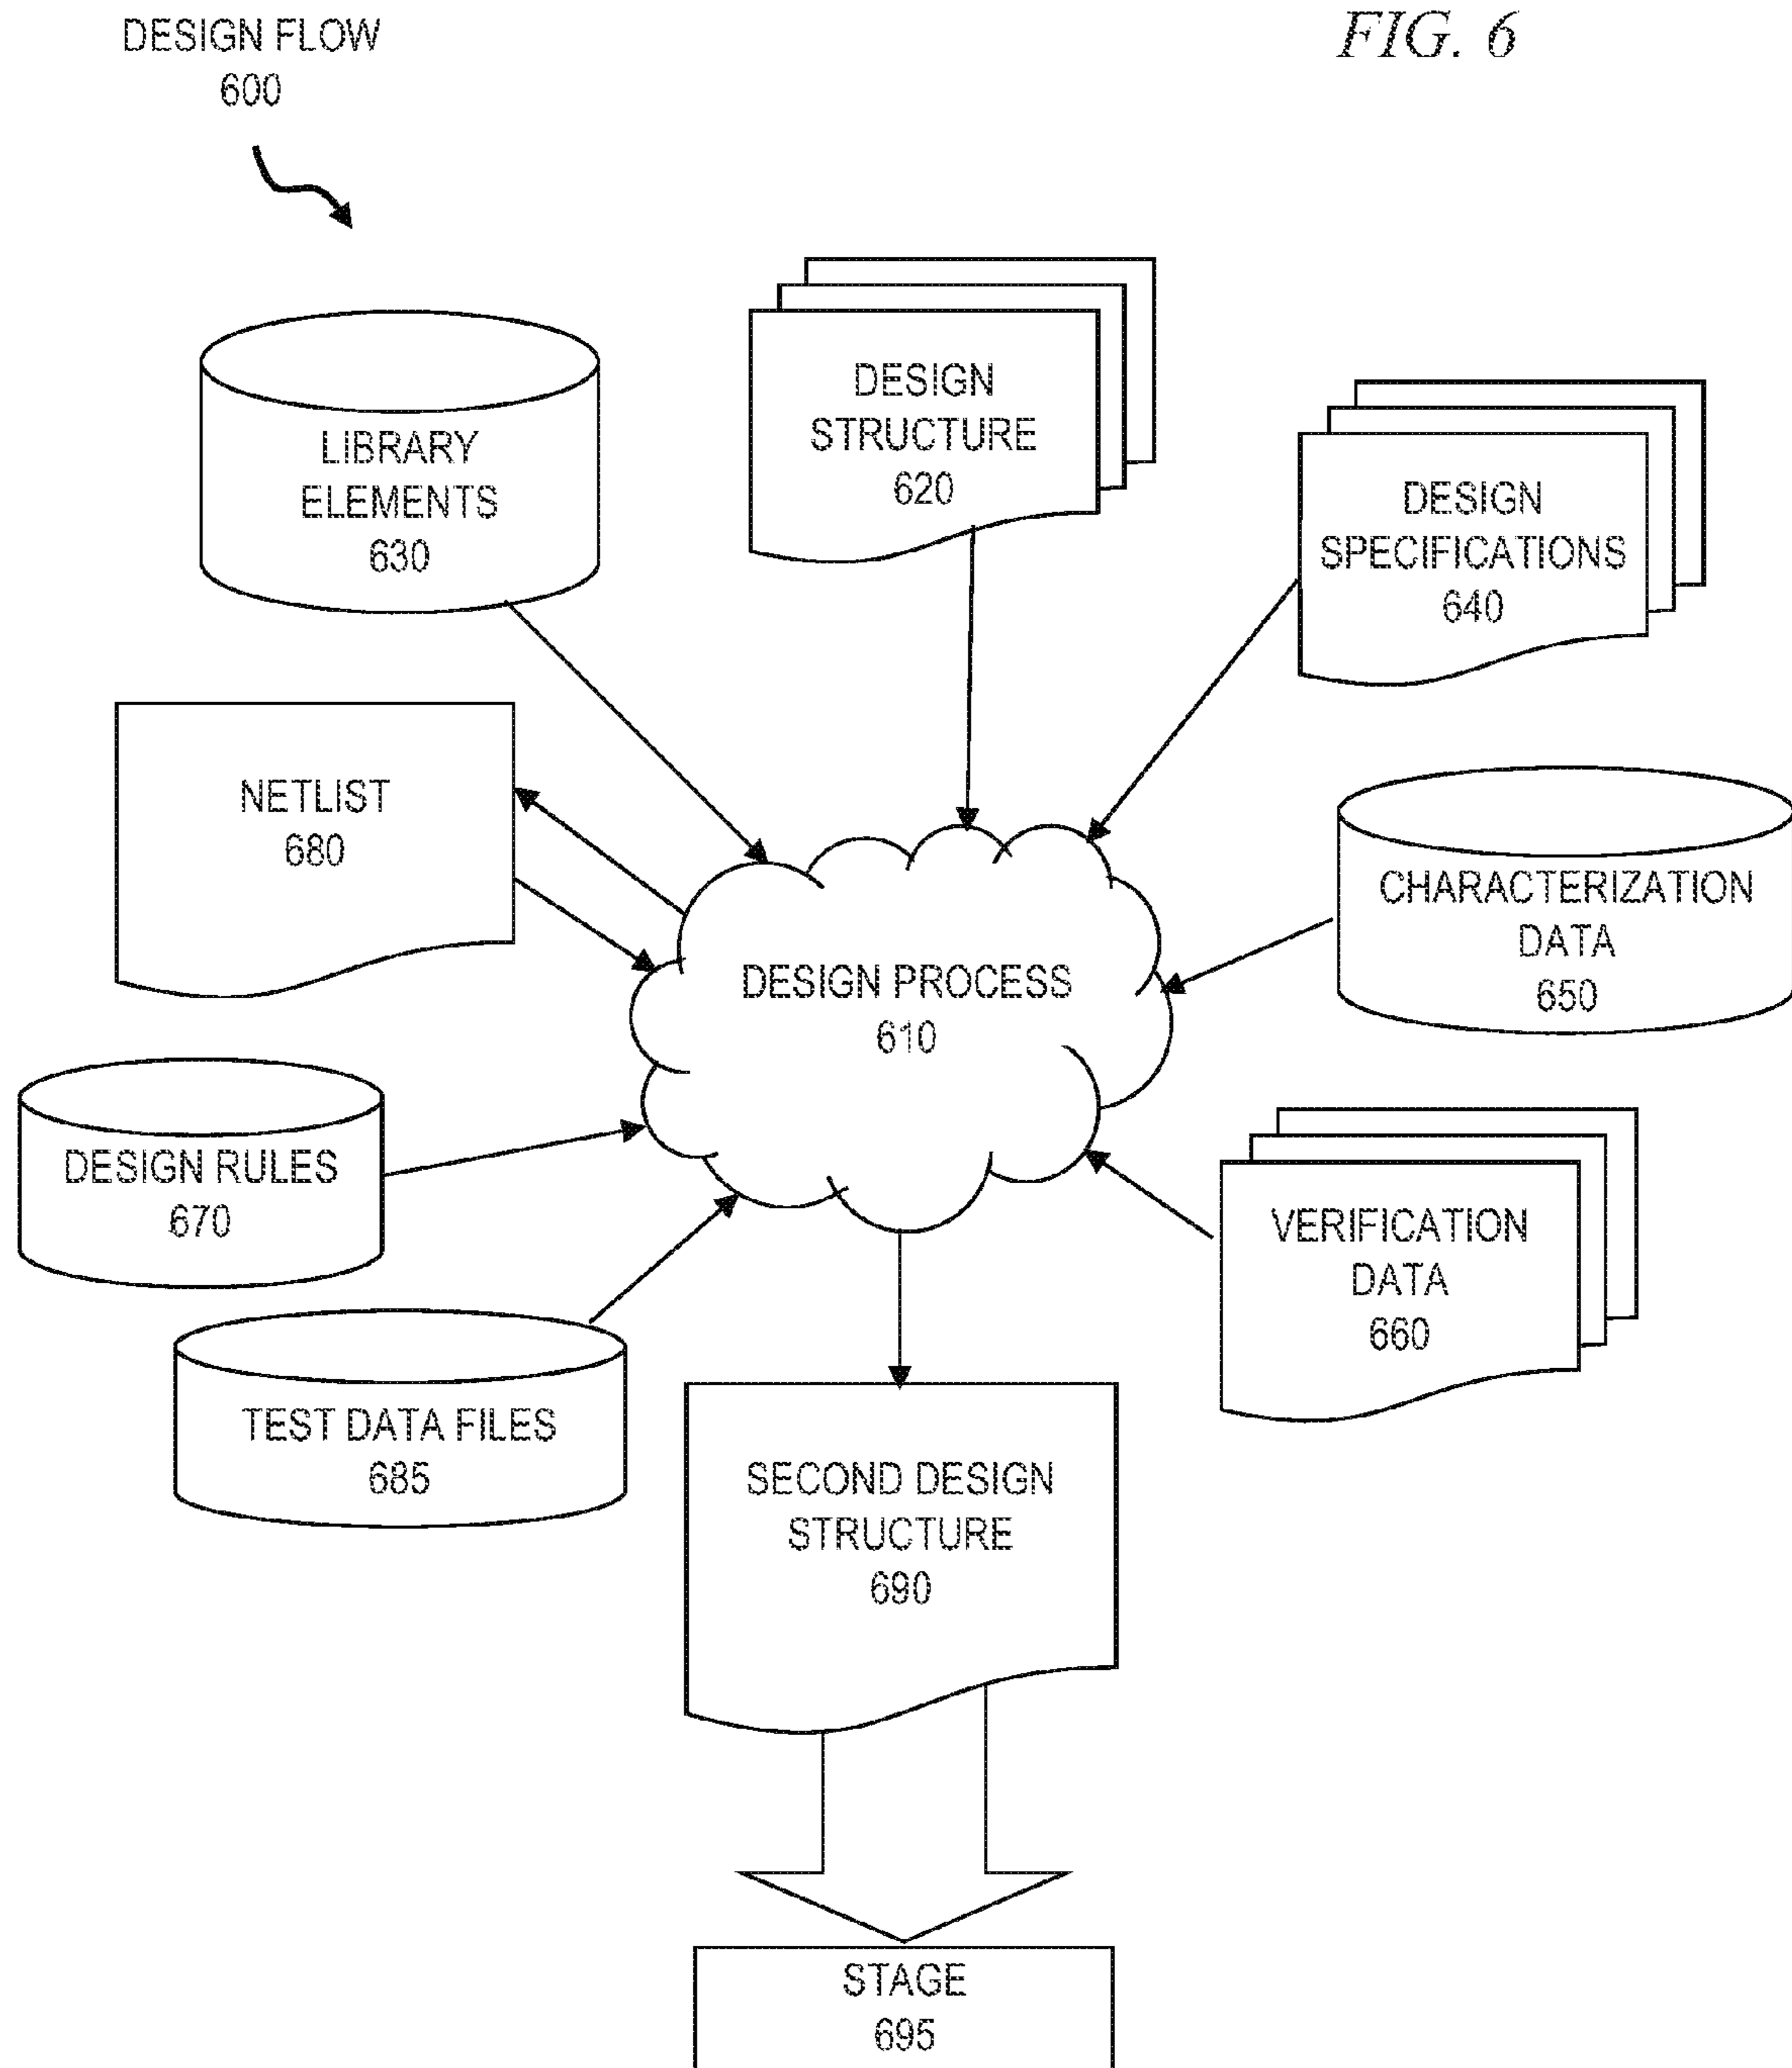 FIG. 6
DESIGN FLOW
600
DESIGN
STRUCTURE
620
LIBRARY
ELEMENTS
630
DESIGN
SPECIFICATIONS
640
NETLIST
680
CHARACTERIZATION
DATA
650
DESIGN PROCESS
610
DESIGN RULES
670
VERIFICATION
DATA
660
TEST DATA FILES
685
SECOND DESIGN
STRUCTURE
690
STAGE
695